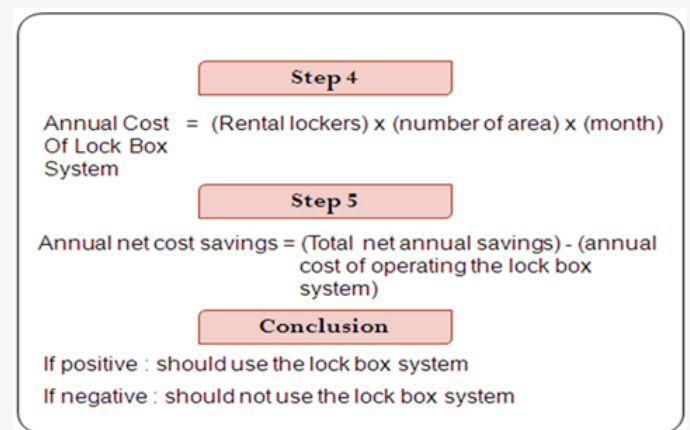 Step 4
Annual Cost = (Rental lockers) x (number of area) x (month)
Of Lock Box
System
Step 5
Annual net cost savings = (Total net annual savings) - (annual
cost of operating the lock box
system)
Conclusion
If positive : should use the lock box system
If negative : should not use the lock box system